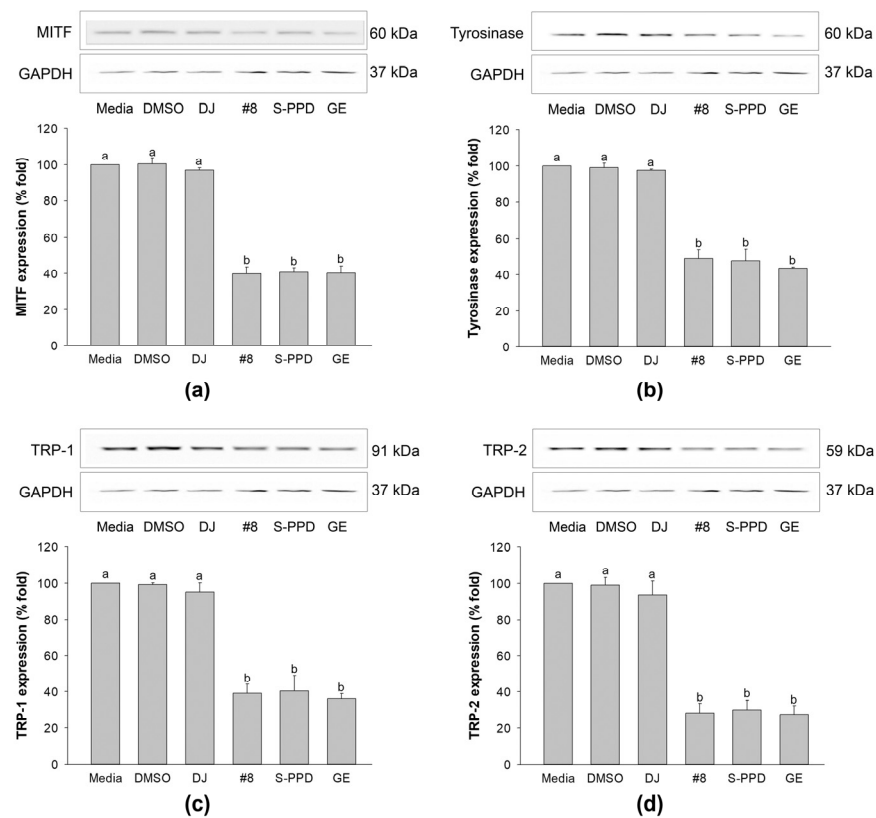 MITF 60 kDa
GAPDH 37 kDa
Media DMSO DJ #8 S-PPD GE
MITF expression (% fold)
120
100
80
60
40
20
0
a a a b b b
Media DMSO DJ #8 S-PPD GE
(a)
Tyrosinase 60 kDa
GAPDH 37 kDa
Media DMSO DJ #8 S-PPD GE
Tyrosinase expression (% fold)
120
100
80
60
40
20
0
a a a b b b
Media DMSO DJ #8 S-PPD GE
(b)
TRP-1 91 kDa
GAPDH 37 kDa
Media DMSO DJ #8 S-PPD GE
TRP-1 expression (% fold)
120
100
80
60
40
20
0
a a a b b b
Media DMSO DJ #8 S-PPD GE
(c)
TRP-2 59 kDa
GAPDH 37 kDa
Media DMSO DJ #8 S-PPD GE
TRP-2 expression (% fold)
120
100
80
60
40
20
0
a a a b b b
Media DMSO DJ #8 S-PPD GE
(d)